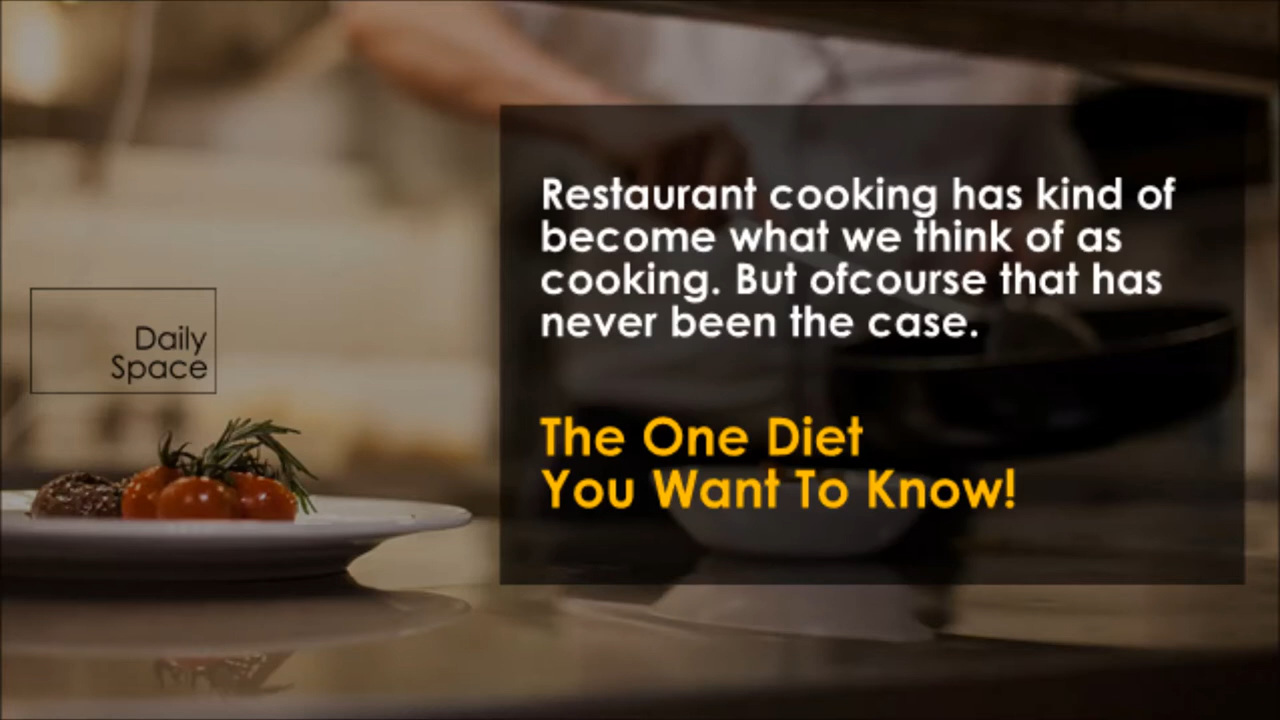 Daily
Space
Restaurant cooking has kind of
become what we think of as
cooking. But ofcourse that has
never been the case.
The One Diet
You Want To Know!